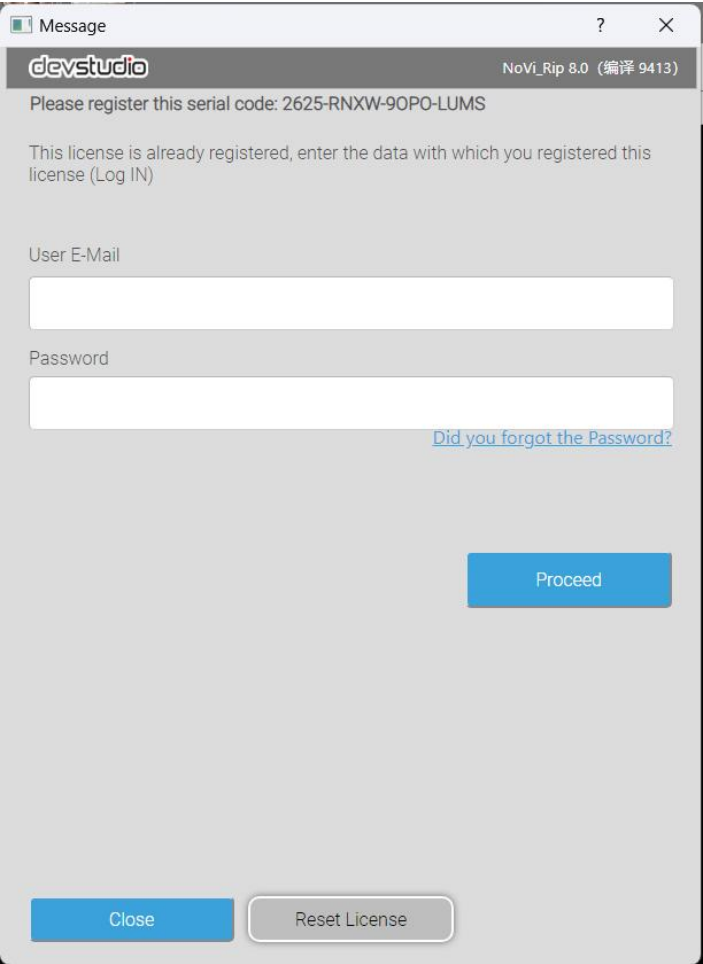 Message
?
devstudio
NoVi_Rip 8.0（编译 9413）
Please register this serial code: 2625-RNXW-9OPO-LUMS
This license is already registered, enter the data with which you registered this
license (Log IN)
User E-Mail
Password
Did you forgot the Password?
Proceed
Close
Reset License